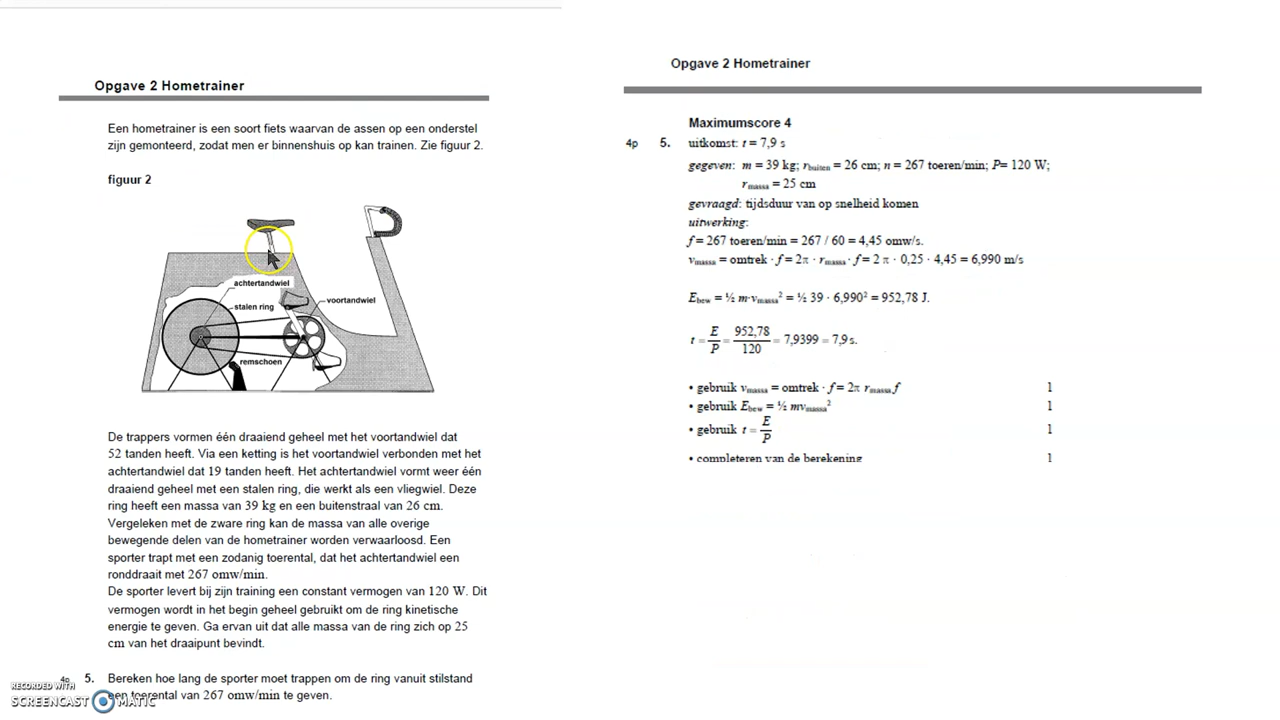 Opgave 2 Hometrainer
Een hometrainer is een soort fiets waarvan de assen op een onderstel
zijn gemonteerd, zodat men er binnenshuis op kan trainen. Zie figuur 2.
figuur 2
achtertandwiel
stalen ring
voortandwiel
remschoen
De trappers vormen één draaiend geheel met het voortandwiel dat
52 tanden heeft. Via een ketting is het voortandwiel verbonden met het
achtertandwiel dat 19 tanden heeft. Het achtertandwiel vormt weer één
draaiend geheel met een stalen ring, die werkt als een vliegwiel. Deze
ring heeft een massa van 39 kg en een buitenstraal van 26 cm.
Vergeleken met de zware ring kan de massa van alle overige
bewegende delen van de hometrainer worden verwaarloosd. Een
sporter trapt met een zodanig toerental, dat het achtertandwiel een
ronddraait met 267 omw/min.
De sporter levert bij zijn training een constant vermogen van 120 W. Dit
vermogen wordt in het begin geheel gebruikt om de ring kinetische
energie te geven. Ga ervan uit dat alle massa van de ring zich op 25
cm van het draaipunt bevindt.
4p 5. Bereken hoe lang de sporter moet trappen om de ring vanuit stilstand
een toerental van 267 omw/min te geven.
RECORDED WITH
SCREENCAST MATIC
Opgave 2 Hometrainer
Maximumscore 4
4p 5. uitkomst: t = 7,9 s
gegeven: m = 39 kg; r_buiten = 26 cm; n = 267 toeren/min; P= 120 W;
r_massa = 25 cm
gevraagd: tijdsduur van op snelheid komen
uitwerking:
f = 267 toeren/min = 267 / 60 = 4,45 omw/s.
v_massa = omtrek · f = 2π · r_massa · f = 2 π · 0,25 · 4,45 = 6,990 m/s
E_bew = ½ m·v_massa² = ½ 39 · 6,990² = 952,78 J.
t = E/P = 952,78/120 = 7,9399 = 7,9 s.
• gebruik v_massa = omtrek · f = 2π r_massa f 1
• gebruik E_bew = ½ mv_massa² 1
• gebruik t = E/P 1
• completeren van de berekening 1